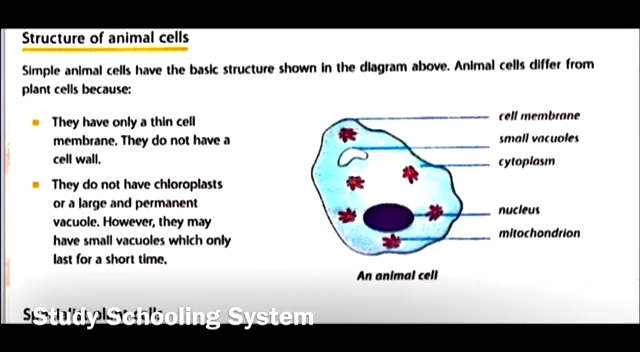 Structure of animal cells
Simple animal cells have the basic structure shown in the diagram above. Animal cells differ from
plant cells because:
They have only a thin cell
membrane. They do not have a
cell wall.
They do not have chloroplasts
or a large and permanent
vacuole. However, they may
have small vacuoles which only
last for a short time.
cell membrane
small vacuoles
cytoplasm
nucleus
mitochondrion
An animal cell
Study Schooling System